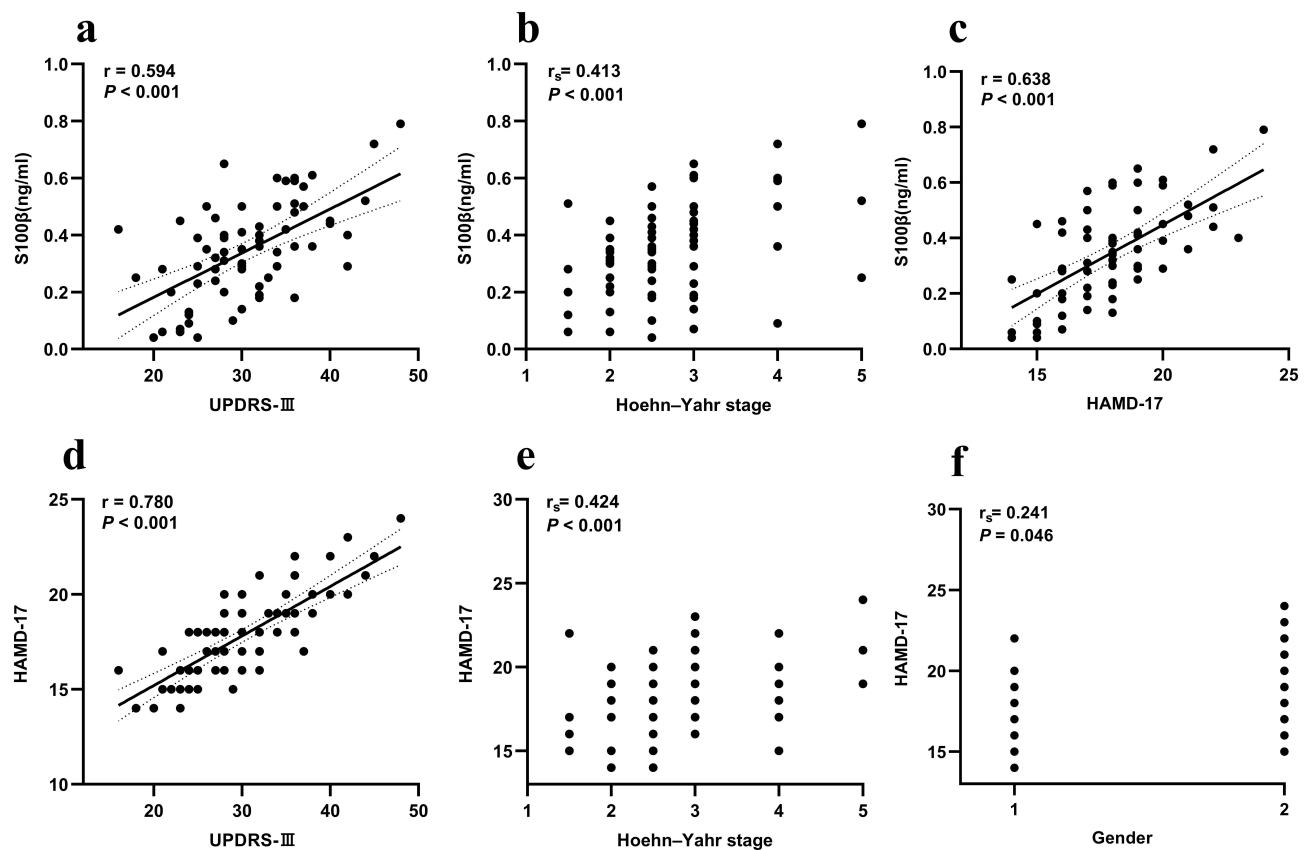 a
r = 0.594
P < 0.001
1.0
0.8
0.6
0.4
0.2
0.0
S100β(ng/ml)
20
30
40
50
UPDRS-Ⅲ
b
rs= 0.413
P < 0.001
1.0
0.8
0.6
0.4
0.2
0.0
S100β(ng/ml)
1
2
3
4
5
Hoehn–Yahr stage
c
r = 0.638
P < 0.001
1.0
0.8
0.6
0.4
0.2
0.0
S100β(ng/ml)
15
20
25
HAMD-17
d
r = 0.780
P < 0.001
25
20
15
10
HAMD-17
20
30
40
50
UPDRS-Ⅲ
e
rs= 0.424
P < 0.001
30
25
20
15
HAMD-17
1
2
3
4
5
Hoehn–Yahr stage
f
rs= 0.241
P = 0.046
30
25
20
15
HAMD-17
1
2
Gender